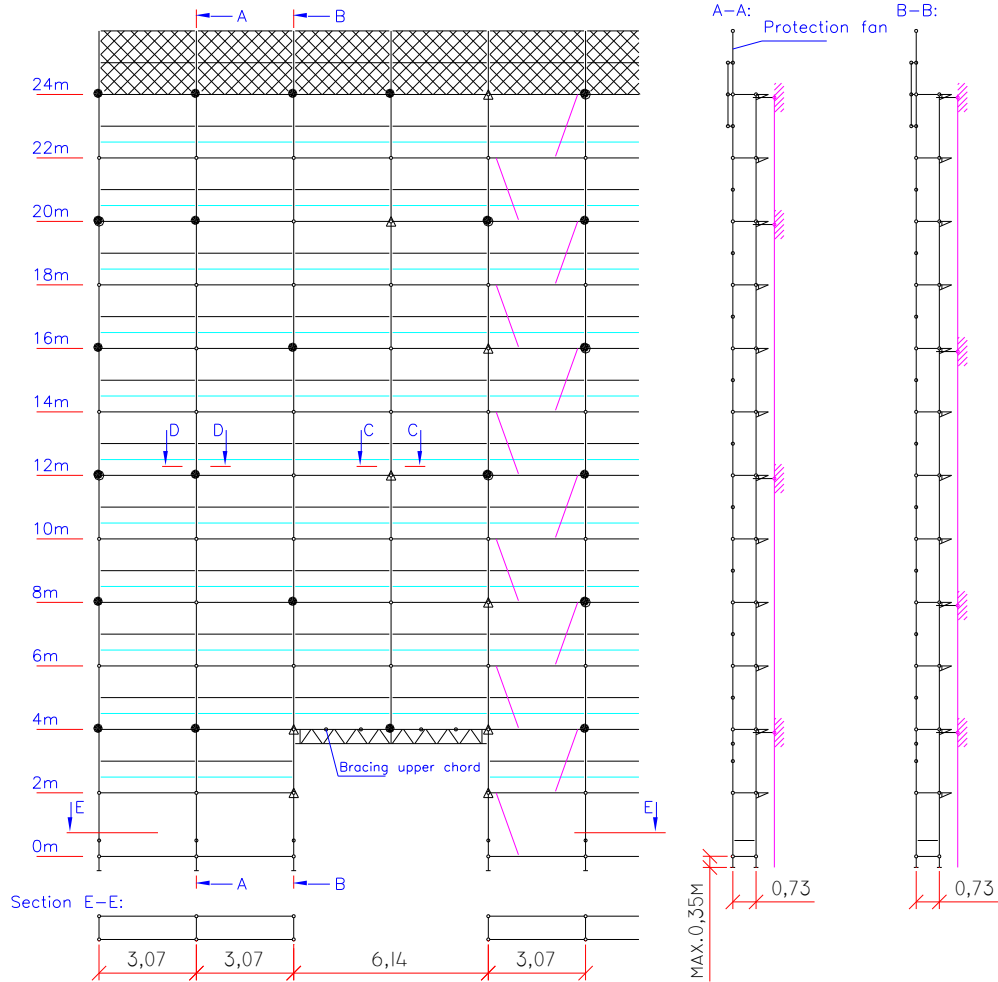 A
B
A-A:
Protection fan
B-B:
24m
22m
20m
18m
16m
14m
D
D
C
C
12m
10m
8m
6m
4m
Bracing upper chord
2m
E
E
0m
A
B
MAX.0,35M
0,73
0,73
Section E-E:
3,07
3,07
6,14
3,07